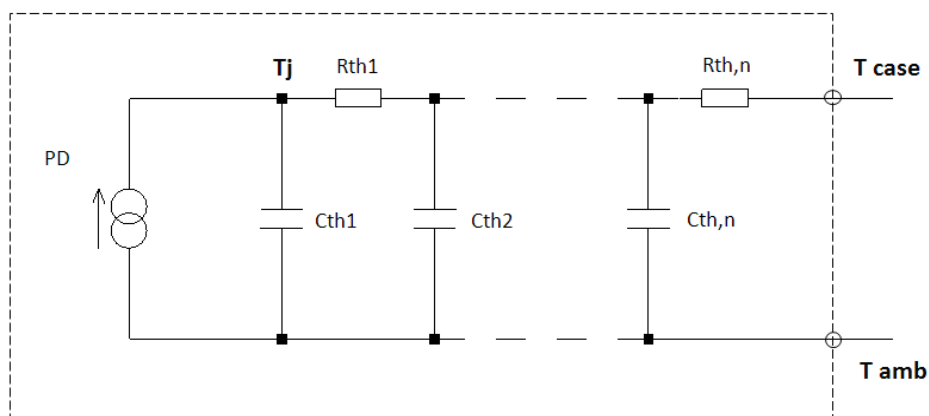 Tj
Rth1
Rth,n
T case
PD
Cth1
Cth2
Cth,n
T amb